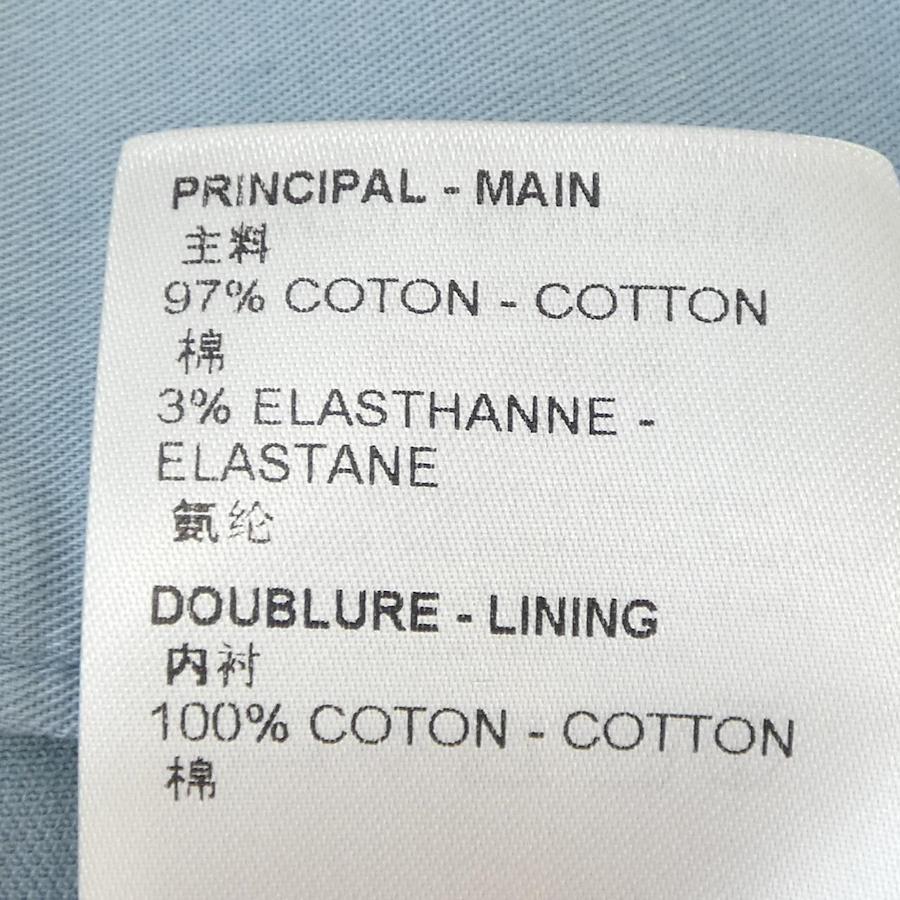 PRINCIPAL - MAIN
主料
97% COTON - COTTON
棉
3% ELASTHANNE -
ELASTANE
氨纶
DOUBLURE - LINING
内衬
100% COTON - COTTON
棉